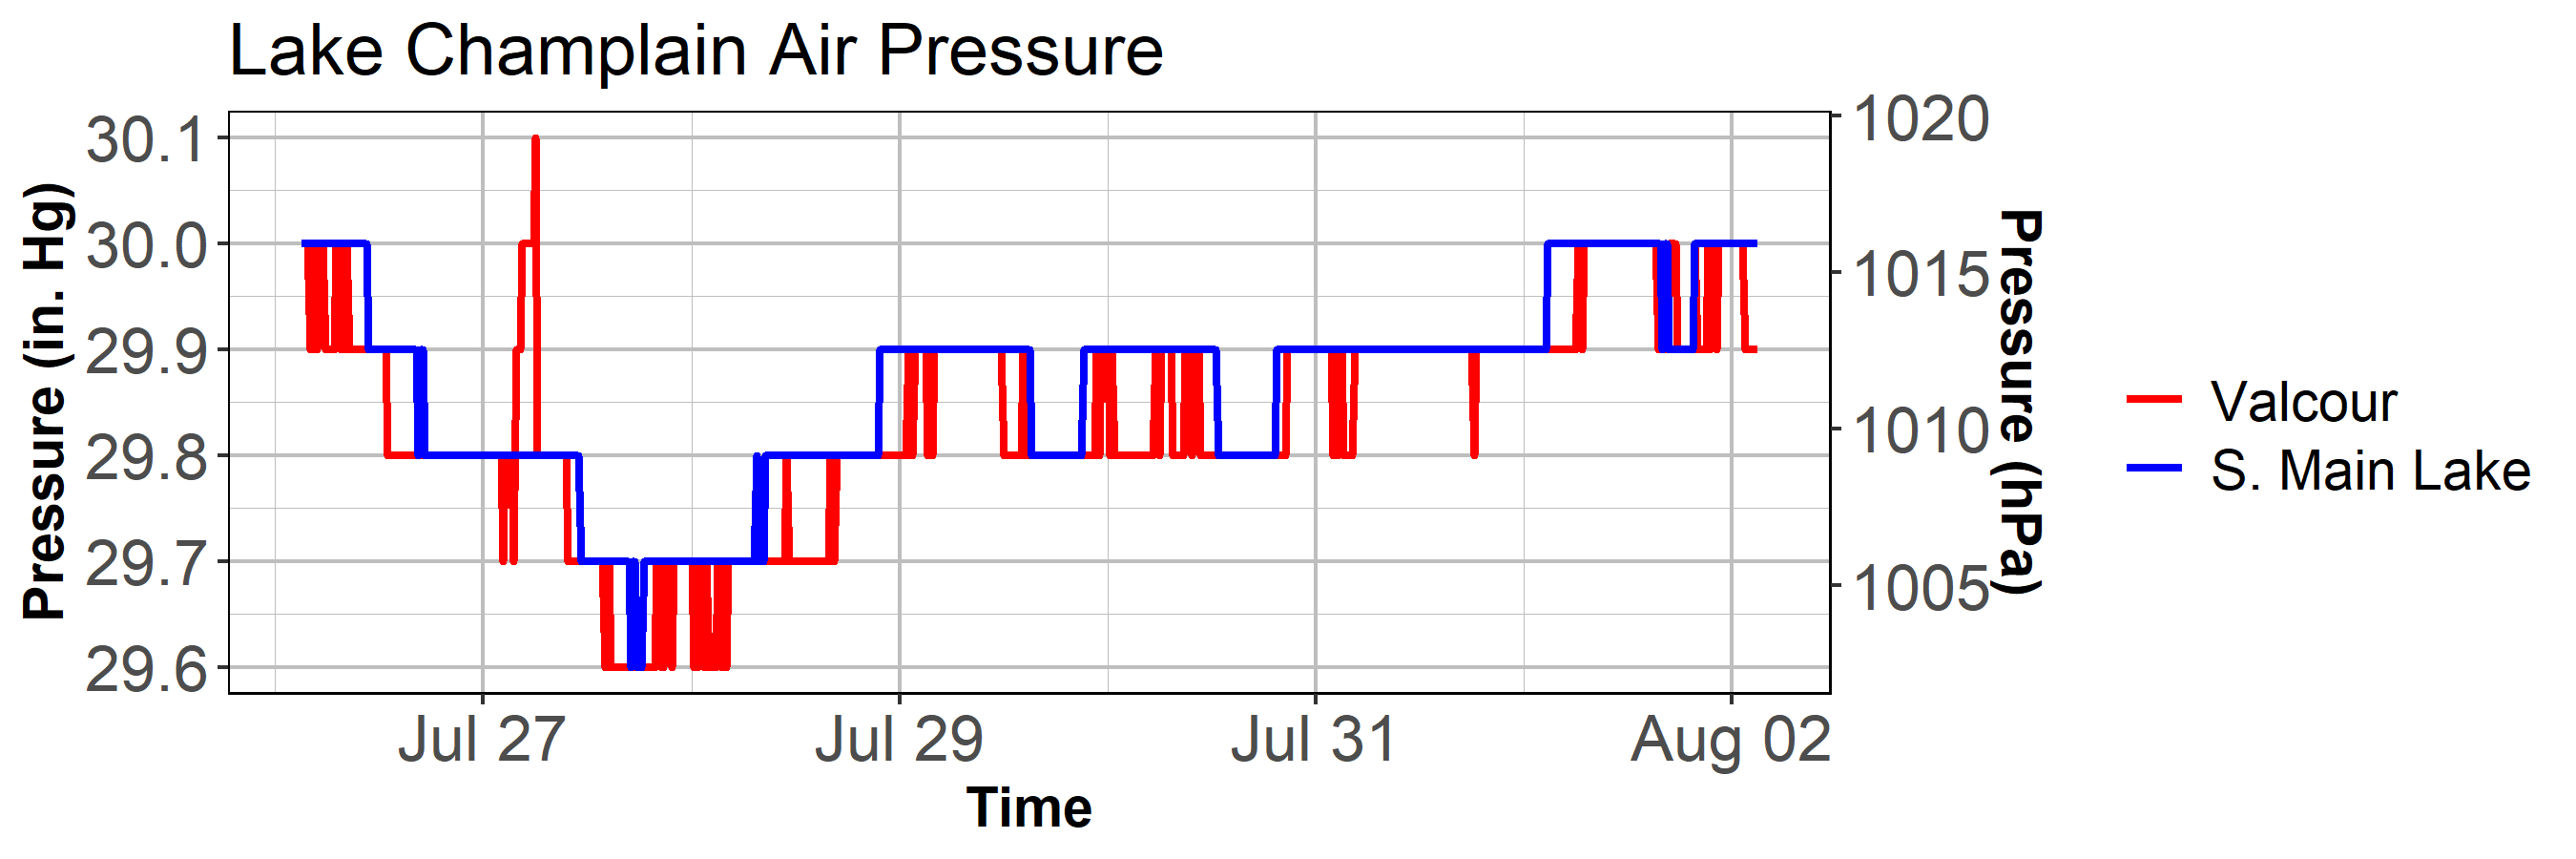 Lake Champlain Air Pressure
Pressure (in. Hg)
30.1
30.0
29.9
29.8
29.7
29.6
1020
1015
1010
1005
Pressure (hPa)
Valcour
S. Main Lake
Jul 27
Jul 29
Jul 31
Aug 02
Time